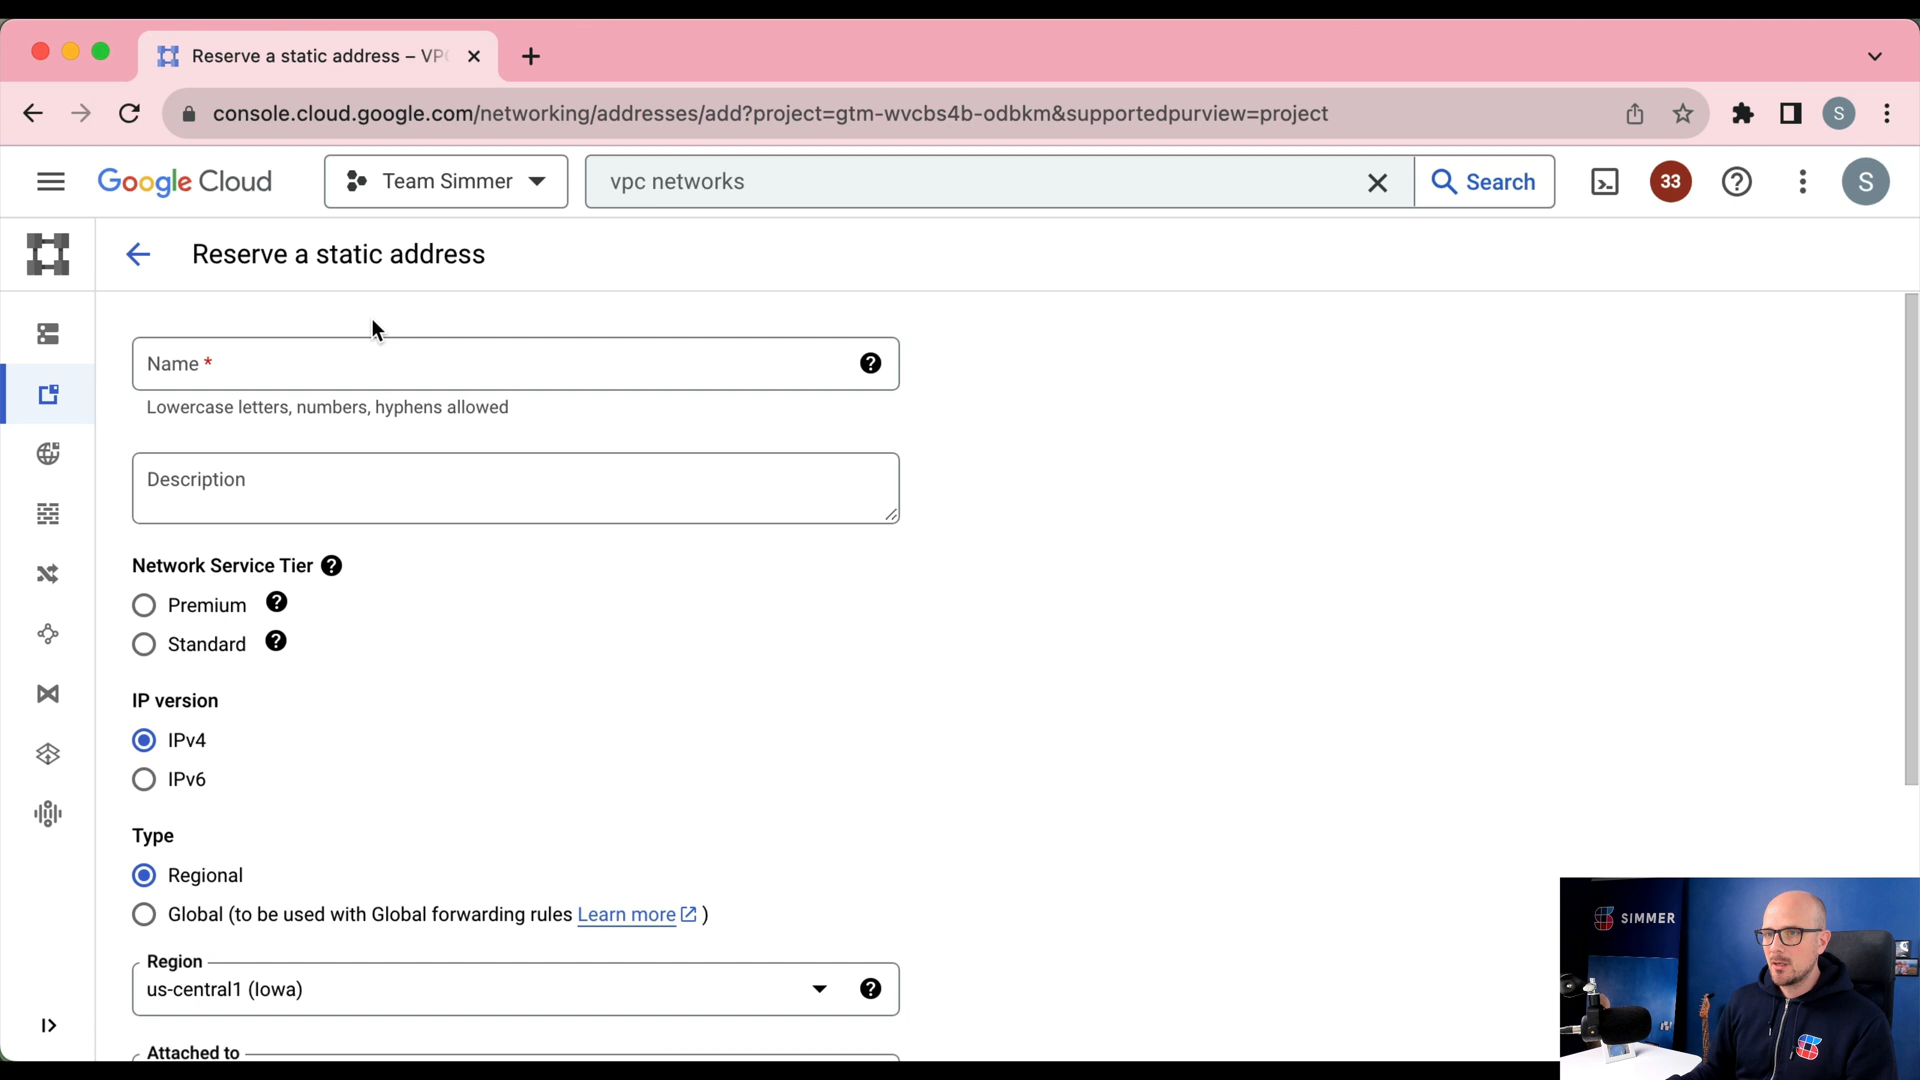 Reserve a static address – VP
console.cloud.google.com/networking/addresses/add?project=gtm-wvcbs4b-odbkm&supportedpurview=project
S
Google Cloud
Team Simmer
vpc networks
Search
33
S
Reserve a static address
Name *
Lowercase letters, numbers, hyphens allowed
Description
Network Service Tier
Premium
Standard
IP version
IPv4
IPv6
Type
Regional
Global (to be used with Global forwarding rules Learn more )
Region
us-central1 (Iowa)
Attached to
SIMMER